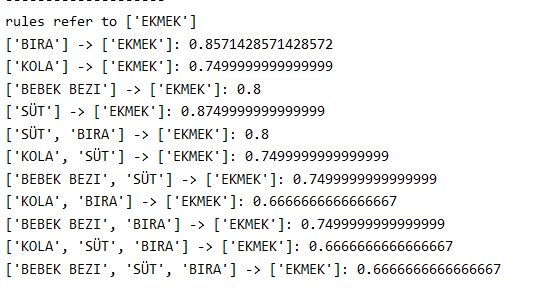 --------------------
rules refer to ['EKMEK']
['BIRA'] -> ['EKMEK']: 0.8571428571428572
['KOLA'] -> ['EKMEK']: 0.7499999999999999
['BEBEK BEZI'] -> ['EKMEK']: 0.8
['SÜT'] -> ['EKMEK']: 0.8749999999999999
['SÜT', 'BIRA'] -> ['EKMEK']: 0.8
['KOLA', 'SÜT'] -> ['EKMEK']: 0.7499999999999999
['BEBEK BEZI', 'SÜT'] -> ['EKMEK']: 0.7499999999999999
['KOLA', 'BIRA'] -> ['EKMEK']: 0.6666666666666667
['BEBEK BEZI', 'BIRA'] -> ['EKMEK']: 0.7499999999999999
['KOLA', 'SÜT', 'BIRA'] -> ['EKMEK']: 0.6666666666666667
['BEBEK BEZI', 'SÜT', 'BIRA'] -> ['EKMEK']: 0.6666666666666667